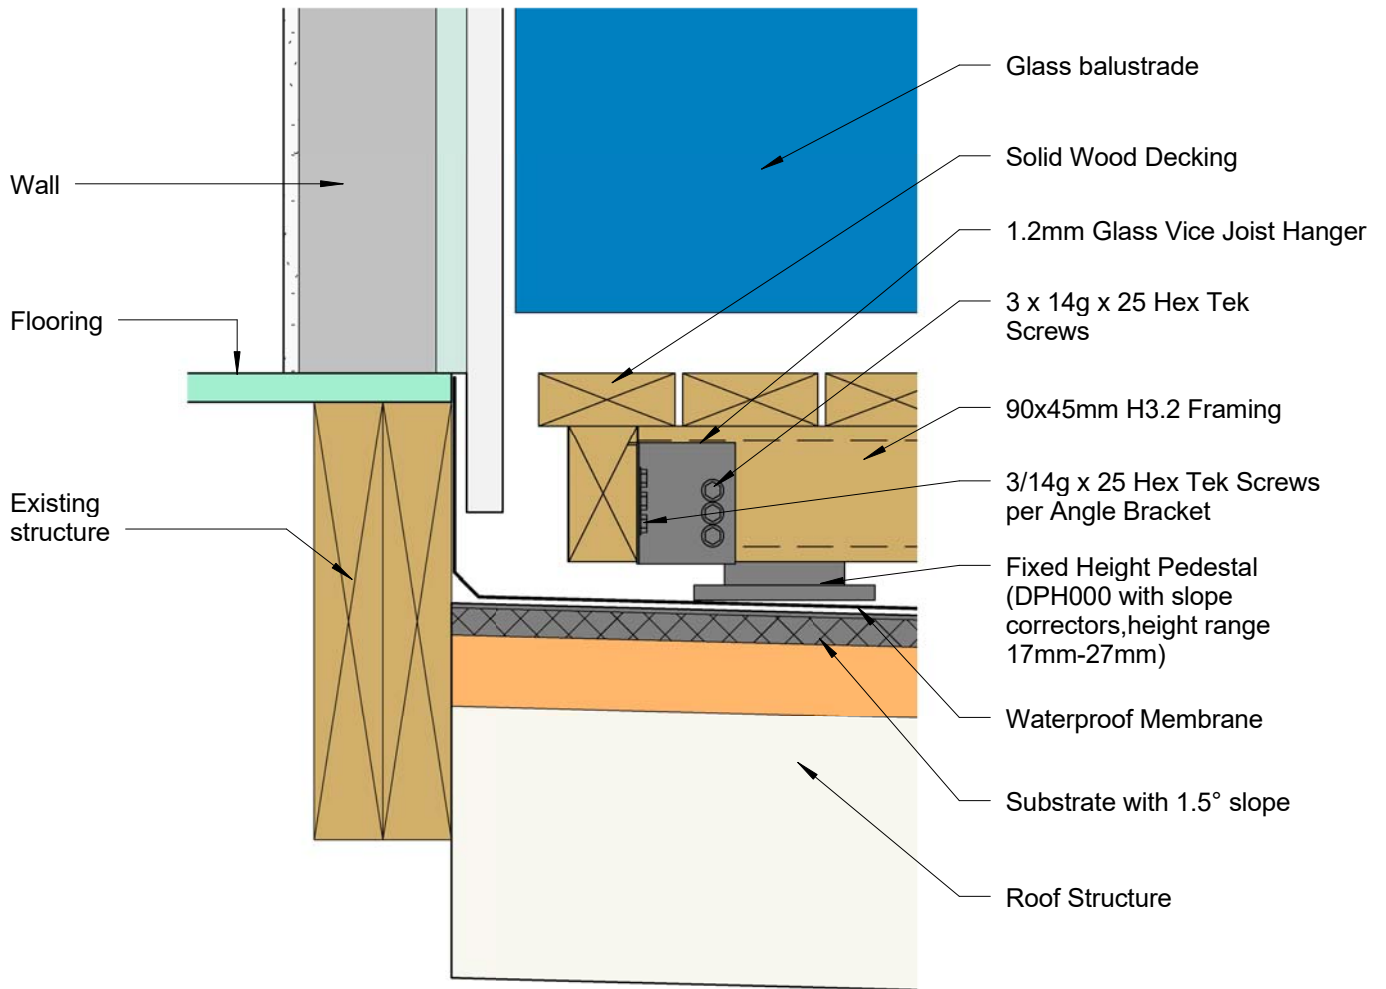 Wall
Flooring
Existing
structure
Glass balustrade
Solid Wood Decking
1.2mm Glass Vice Joist Hanger
3 x 14g x 25 Hex Tek
Screws
90x45mm H3.2 Framing
3/14g x 25 Hex Tek Screws
per Angle Bracket
Fixed Height Pedestal
(DPH000 with slope
correctors,height range
17mm-27mm)
Waterproof Membrane
Substrate with 1.5° slope
Roof Structure